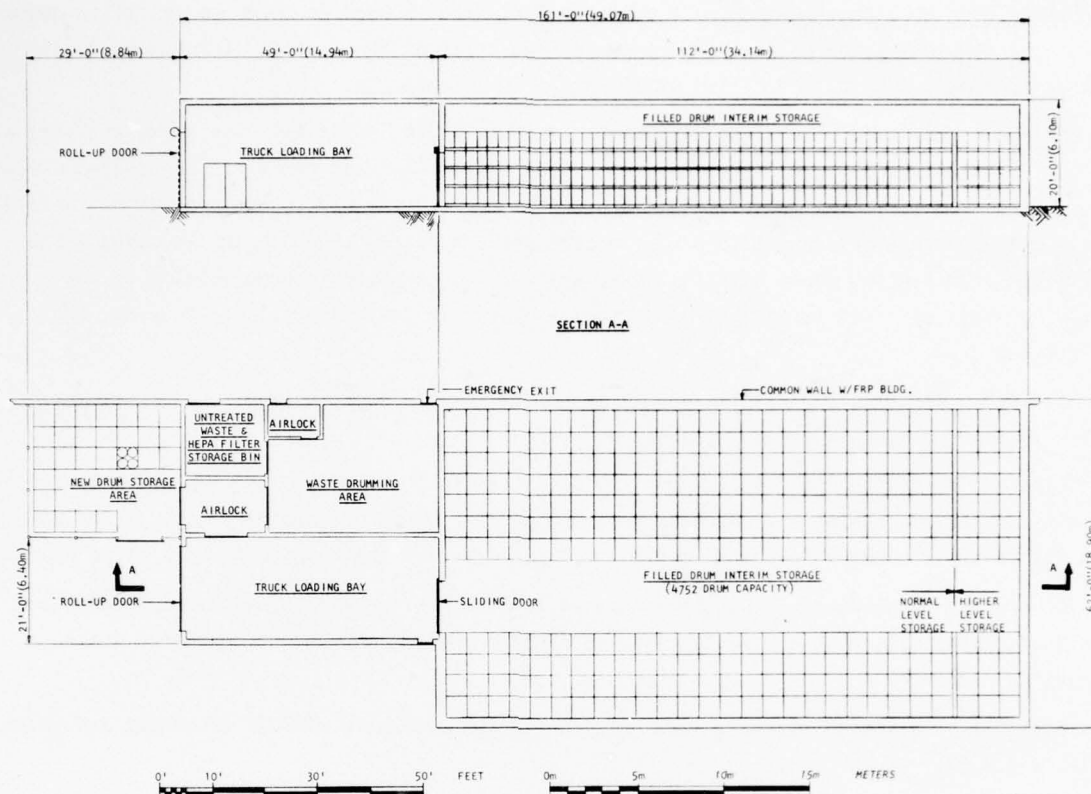 161'-0"(49.07m)
29'-0"(8.84m)
49'-0"(14.94m)
112'-0"(34.14m)
FILLED DRUM INTERIM STORAGE
ROLL-UP DOOR
TRUCK LOADING BAY
20'-0"(6.10m)
SECTION A-A
EMERGENCY EXIT
COMMON WALL W/FRP BLDG.
UNTREATED
WASTE &
HEPA FILTER
STORAGE BIN
AIRLOCK
NEW DRUM STORAGE
AREA
WASTE DRUMMING
AREA
AIRLOCK
A
FILLED DRUM INTERIM STORAGE
(4752 DRUM CAPACITY)
A
21'-0"(6.40m)
ROLL-UP DOOR
TRUCK LOADING BAY
SLIDING DOOR
NORMAL
LEVEL
STORAGE
HIGHER
LEVEL
STORAGE
0' 10' 30' 50' FEET
0m 5m 10m 15m METERS